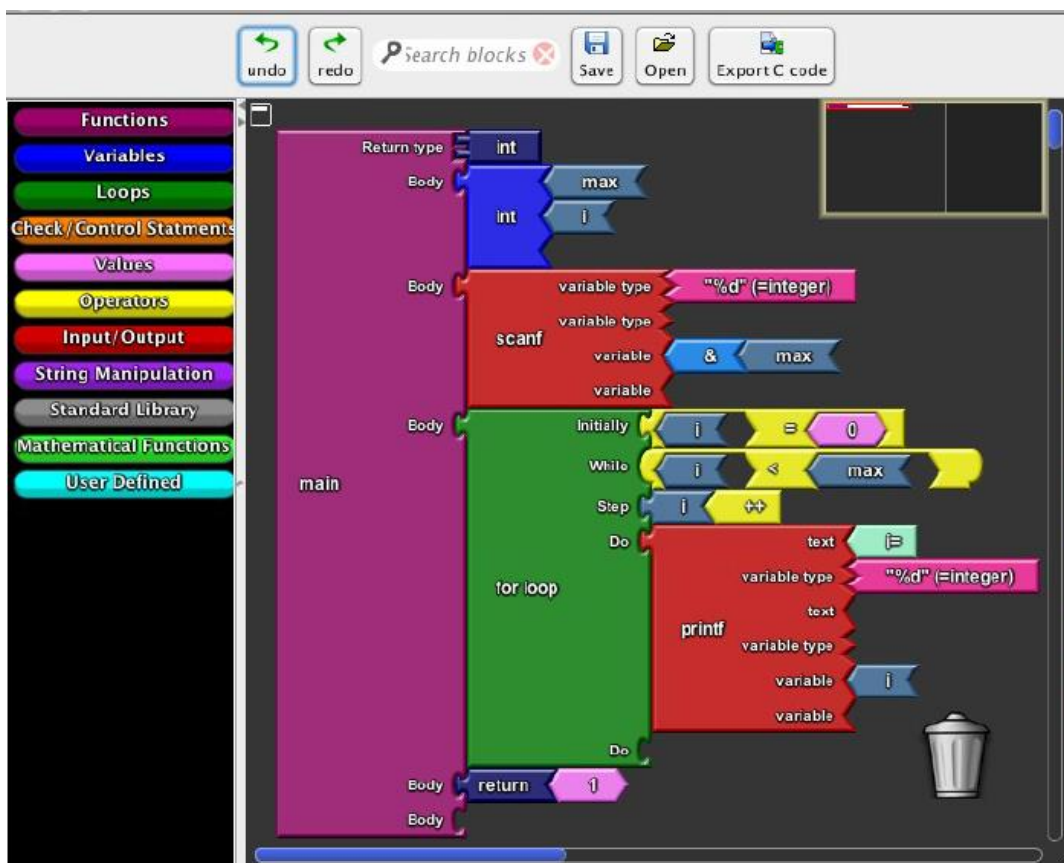 undo
redo
Search blocks
Save
Open
Export C code
Functions
Variables
Loops
Check/Control Statments
Values
Operators
Input/Output
String Manipulation
Standard Library
Mathematical Functions
User Defined
main
Return type int
Body int max
i
Body scanf variable type "%d" (=integer)
variable type
variable & max
variable
Body for loop Initially i = 0
While i < max
Step i ++
Do printf text i=
variable type "%d" (=integer)
text
variable type
variable i
variable
Do
Body return 1
Body